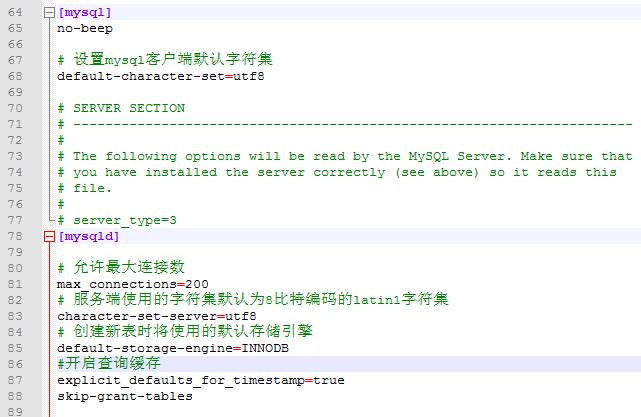 64 [mysql]
65 no-beep
66
67 # 设置mysql客户端默认字符集
68 default-character-set=utf8
69
70 # SERVER SECTION
71 # ----------------------------------------------------------------------
72 #
73 # The following options will be read by the MySQL Server. Make sure that
74 # you have installed the server correctly (see above) so it reads this
75 # file.
76 #
77 # server_type=3
78 [mysqld]
79
80 # 允许最大连接数
81 max_connections=200
82 # 服务端使用的字符集默认为8比特编码的latin1字符集
83 character-set-server=utf8
84 # 创建新表时将使用的默认存储引擎
85 default-storage-engine=INNODB
86 #开启查询缓存
87 explicit_defaults_for_timestamp=true
88 skip-grant-tables
89